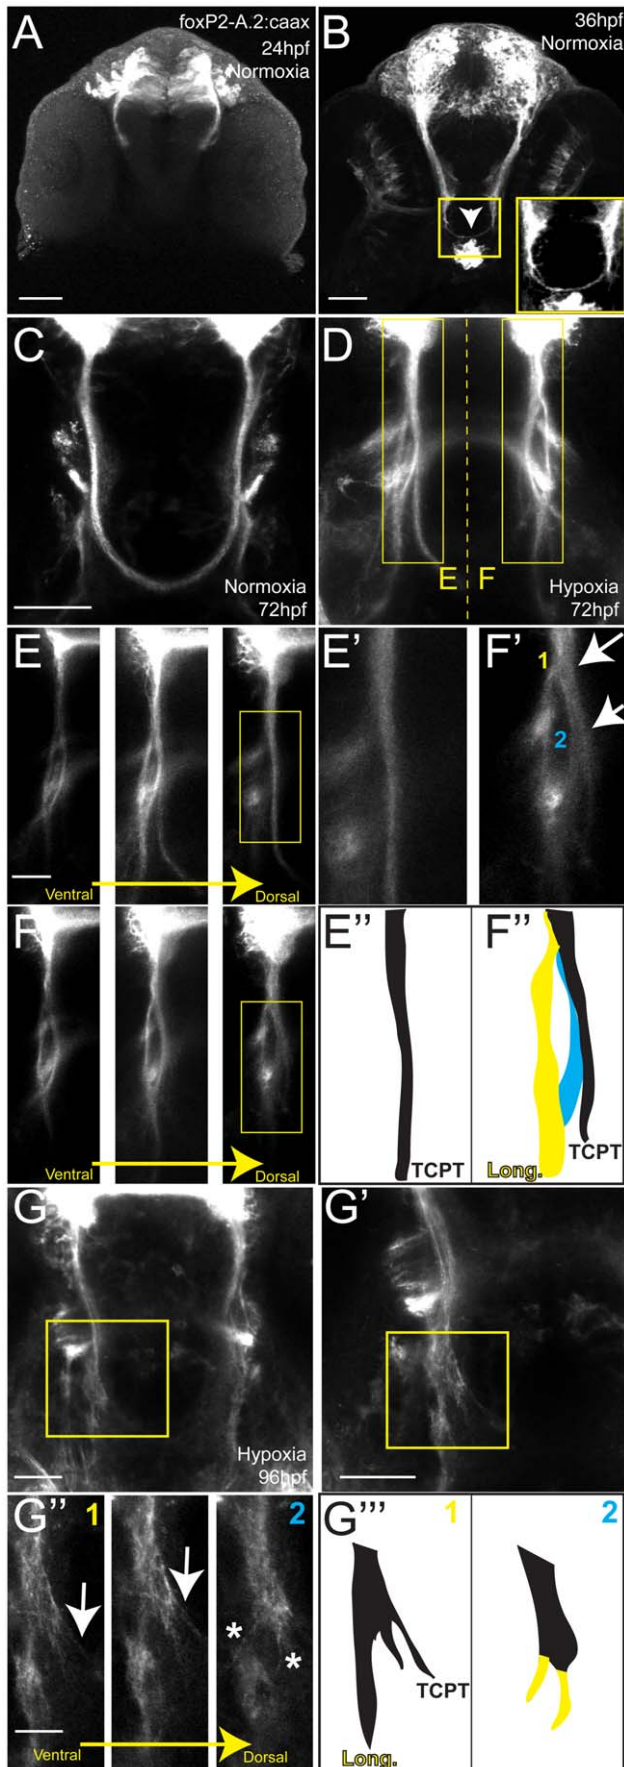 A
foxP2-A.2:caax
24hpf
Normoxia
B
36hpf
Normoxia
C
Normoxia
72hpf
D
E
F
Hypoxia
72hpf
E
Ventral
Dorsal
E'
F'
1
2
F
Ventral
Dorsal
E''
TCPT
F''
Long.
TCPT
G
Hypoxia
96hpf
G'
G''
1
2
*
*
Ventral
Dorsal
G'''
1
2
TCPT
Long.